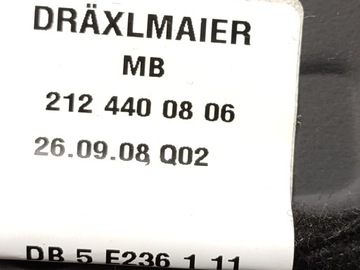 DRÄXLMAIER
MB
212 440 08 06
26.09.08, Q02
DB 5 E236 1 11